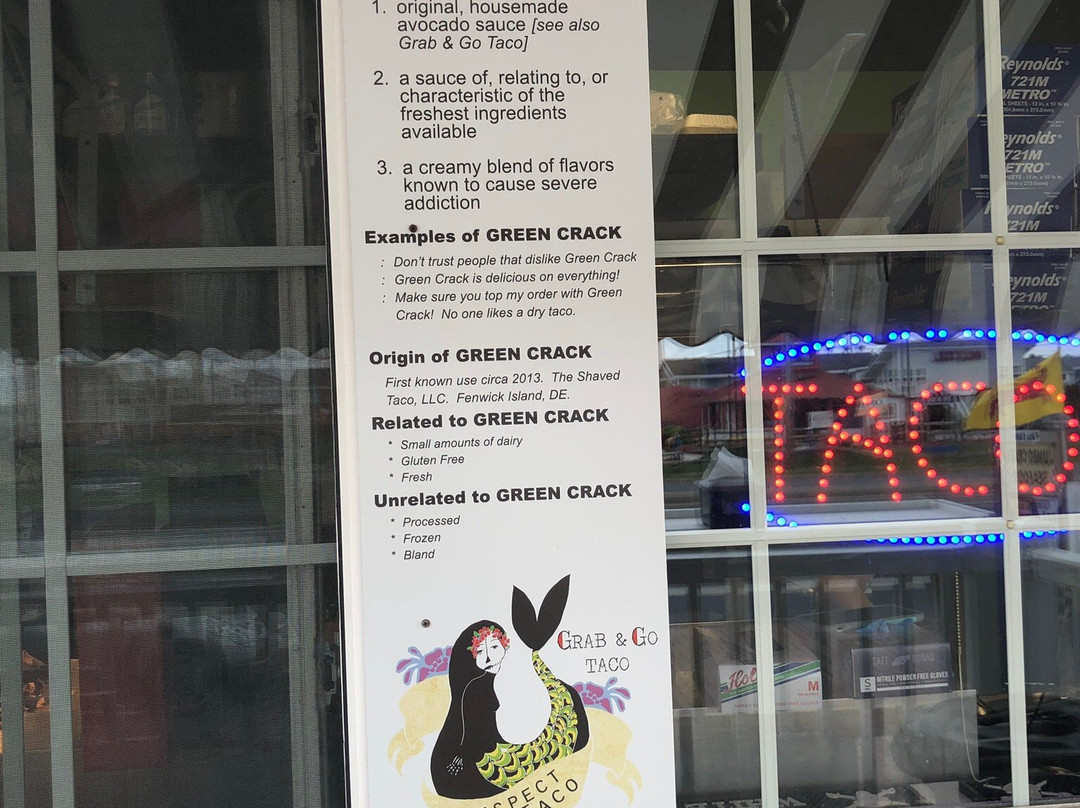 1. original, housemade
avocado sauce [see also
Grab & Go Taco]
2. a sauce of, relating to, or
characteristic of the
freshest ingredients
available
3. a creamy blend of flavors
known to cause severe
addiction
Examples of GREEN CRACK
: Don't trust people that dislike Green Crack
: Green Crack is delicious on everything!
: Make sure you top my order with Green
Crack! No one likes a dry taco.
Origin of GREEN CRACK
First known use circa 2013. The Shaved
Taco, LLC. Fenwick Island, DE.
Related to GREEN CRACK
* Small amounts of dairy
* Gluten Free
* Fresh
Unrelated to GREEN CRACK
* Processed
* Frozen
* Bland
GRAB & GO
TACO
SPECT
TACO
Reynolds
721M
METRO
Reynolds
721M
METRO
Reynolds
Reynolds
721M
TACO
M
S NITRILE POWDER FREE GLOVES